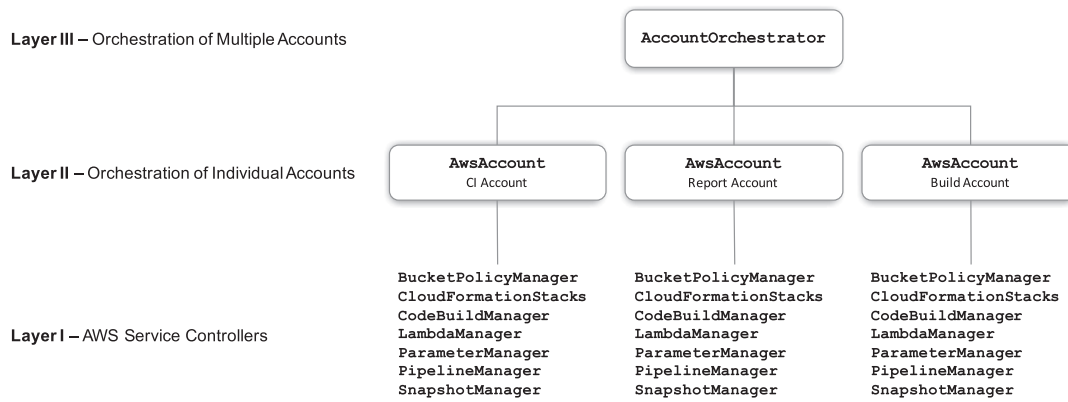 Layer III – Orchestration of Multiple Accounts
AccountOrchestrator
Layer II – Orchestration of Individual Accounts
AwsAccount
CI Account
AwsAccount
Report Account
AwsAccount
Build Account
Layer I – AWS Service Controllers
BucketPolicyManager
CloudFormationStacks
CodeBuildManager
LambdaManager
ParameterManager
PipelineManager
SnapshotManager
BucketPolicyManager
CloudFormationStacks
CodeBuildManager
LambdaManager
ParameterManager
PipelineManager
SnapshotManager
BucketPolicyManager
CloudFormationStacks
CodeBuildManager
LambdaManager
ParameterManager
PipelineManager
SnapshotManager